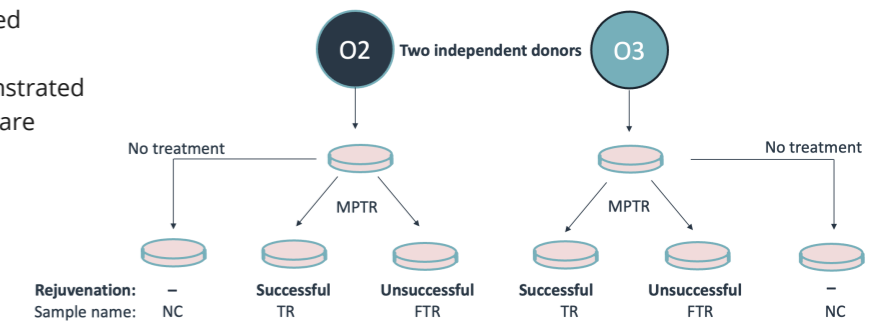 O2 Two independent donors O3
No treatment
No treatment
MPTR
MPTR
Rejuvenation: – Successful Unsuccessful Successful Unsuccessful –
Sample name: NC TR FTR TR FTR NC
are